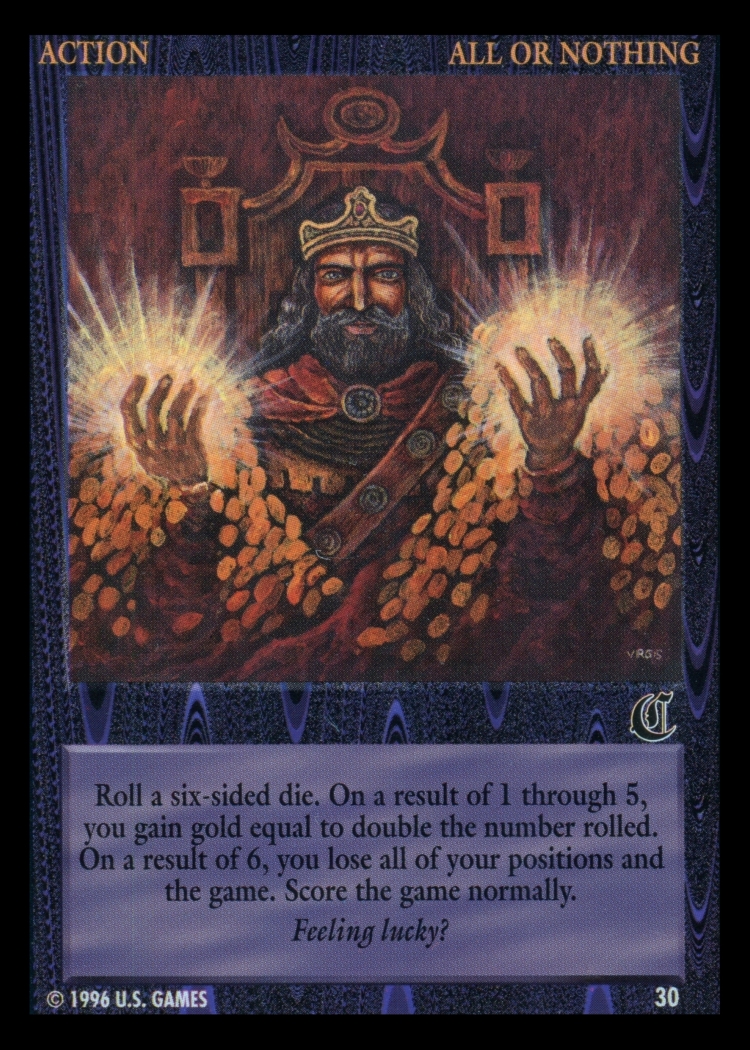 ACTION
ALL OR NOTHING
VRBIS
C
Roll a six-sided die. On a result of 1 through 5,
you gain gold equal to double the number rolled.
On a result of 6, you lose all of your positions and
the game. Score the game normally.
Feeling lucky?
© 1996 U.S. GAMES
30